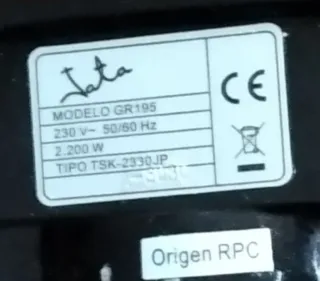 Jata
MODELO GR195
230 V~ 50/60 Hz
2.200 W
TIPO TSK-2330JP
CE
Origen RPC